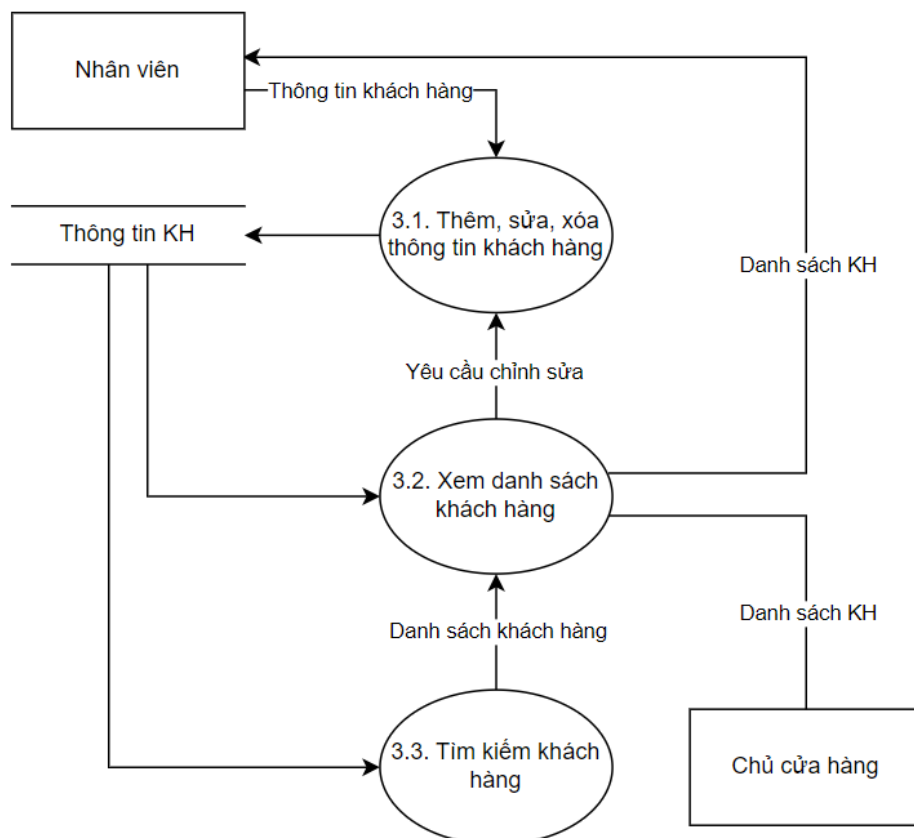 Nhân viên
Thông tin khách hàng
3.1. Thêm, sửa, xóa
thông tin khách hàng
Thông tin KH
Danh sách KH
Yêu cầu chỉnh sửa
3.2. Xem danh sách
khách hàng
Danh sách khách hàng
Danh sách KH
3.3. Tìm kiếm khách
hàng
Chủ cửa hàng